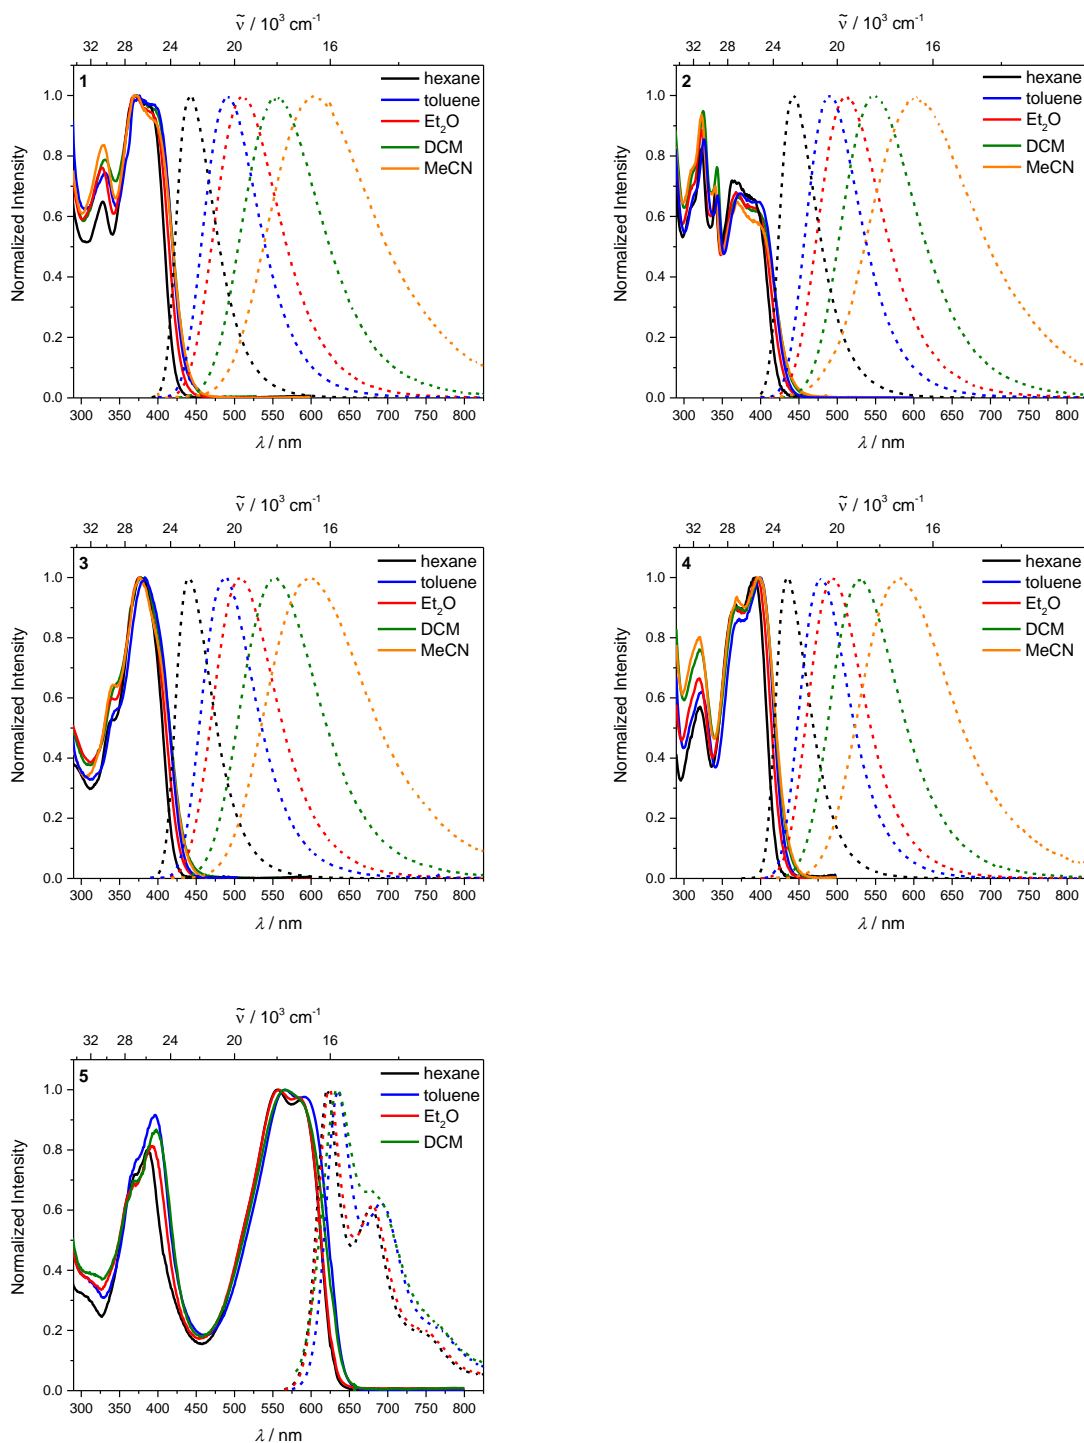 ṽ / 10³ cm⁻¹
32 28 24 20 16
1
hexane
toluene
Et₂O
DCM
MeCN
Normalized Intensity
1.0
0.8
0.6
0.4
0.2
0.0
300 350 400 450 500 550 600 650 700 750 800
λ / nm
ṽ / 10³ cm⁻¹
32 28 24 20 16
2
hexane
toluene
Et₂O
DCM
MeCN
Normalized Intensity
1.0
0.8
0.6
0.4
0.2
0.0
300 350 400 450 500 550 600 650 700 750 800
λ / nm
ṽ / 10³ cm⁻¹
32 28 24 20 16
3
hexane
toluene
Et₂O
DCM
MeCN
Normalized Intensity
1.0
0.8
0.6
0.4
0.2
0.0
300 350 400 450 500 550 600 650 700 750 800
λ / nm
ṽ / 10³ cm⁻¹
32 28 24 20 16
4
hexane
toluene
Et₂O
DCM
MeCN
Normalized Intensity
1.0
0.8
0.6
0.4
0.2
0.0
300 350 400 450 500 550 600 650 700 750 800
λ / nm
ṽ / 10³ cm⁻¹
32 28 24 20 16
5
hexane
toluene
Et₂O
DCM
Normalized Intensity
1.0
0.8
0.6
0.4
0.2
0.0
300 350 400 450 500 550 600 650 700 750 800
λ / nm